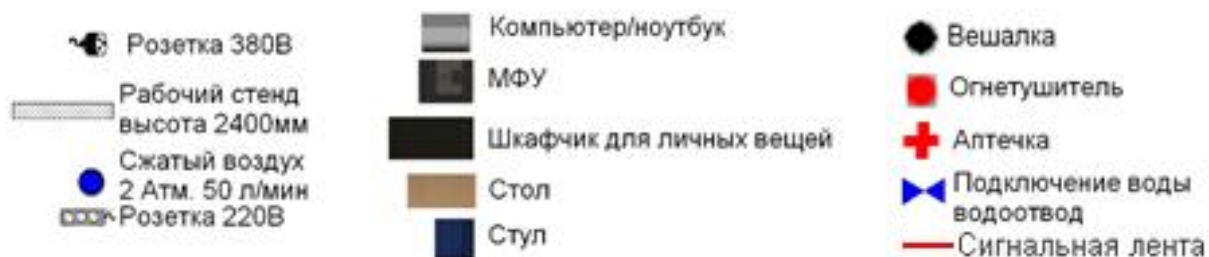 Розетка 380В
Рабочий стенд
высота 2400мм
Сжатый воздух
2 Атм. 50 л/мин
Розетка 220В
Компьютер/ноутбук
МФУ
Шкафчик для личных вещей
Стол
Стул
Вешалка
Огнетушитель
Аптечка
Подключение воды
водоотвод
Сигнальная лента